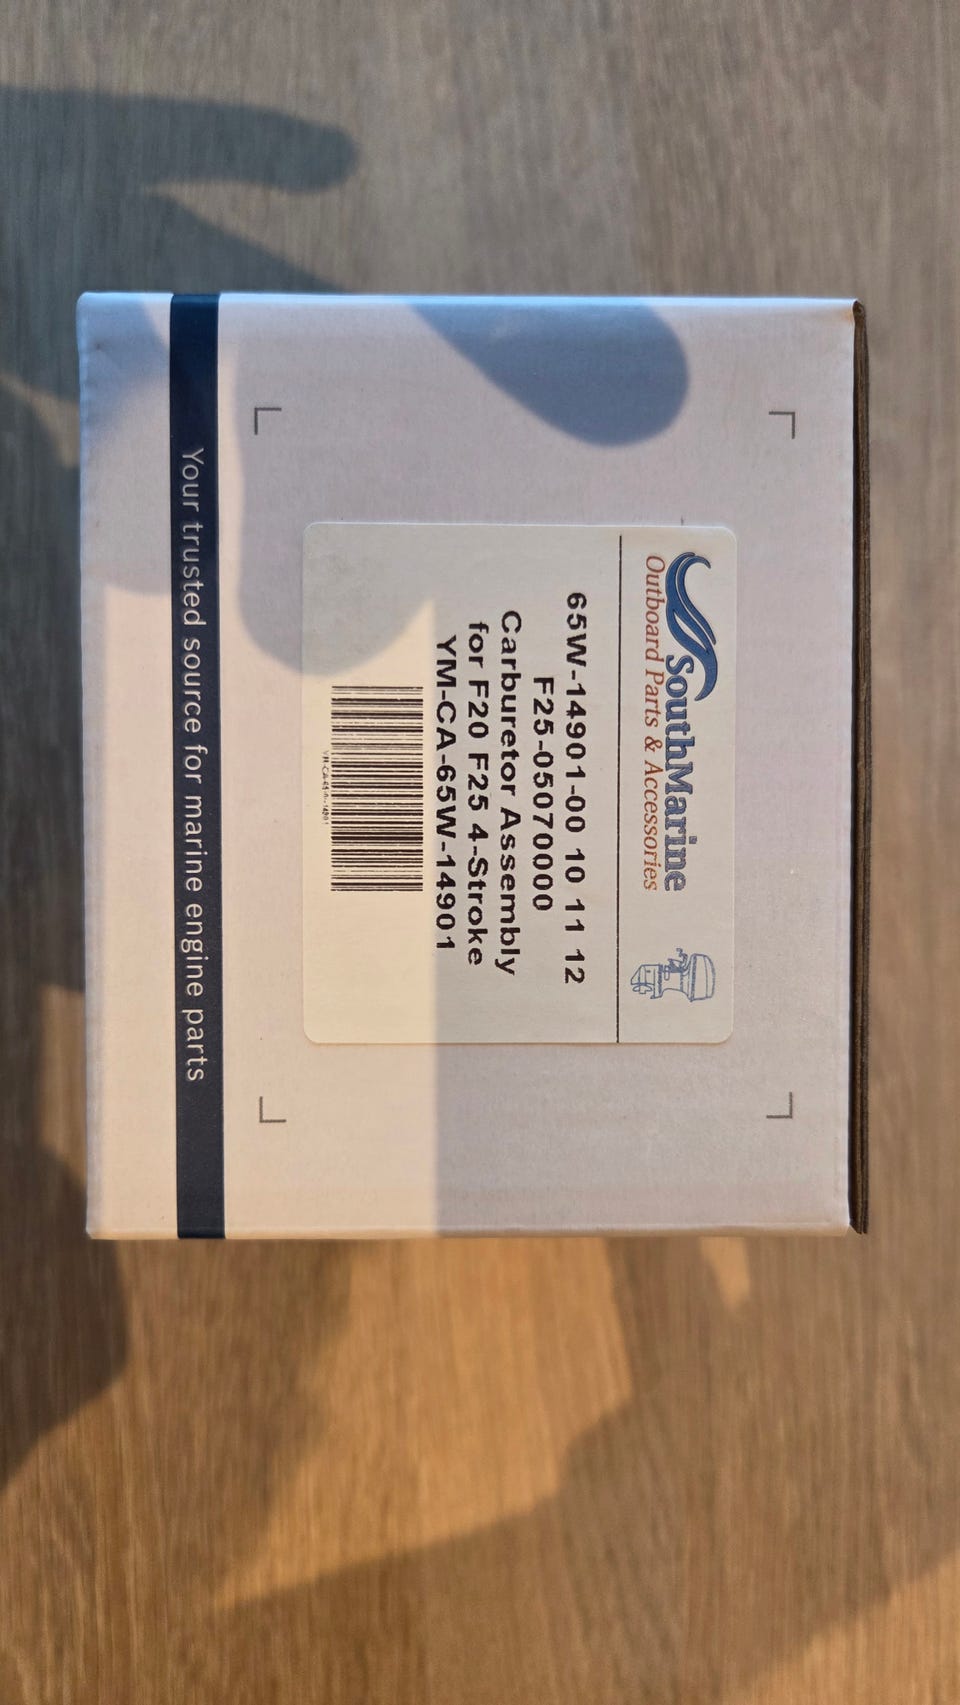 SouthMarine
Outboard Parts & Accessories
65W-14901-00 10 11 12
F25-05070000
Carburetor Assembly
for F20 F25 4-Stroke
YM-CA-65W-14901
Your trusted source for marine engine parts